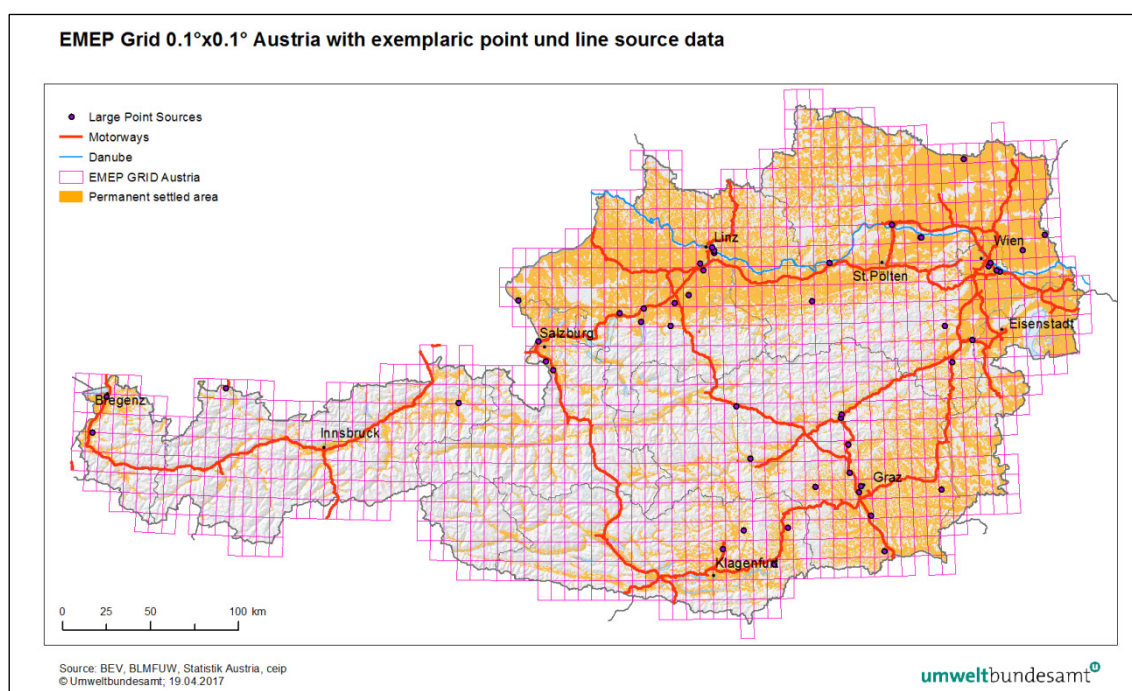 EMEP Grid 0.1°x0.1° Austria with exemplaric point und line source data
Large Point Sources
Motorways
Danube
EMEP GRID Austria
Permanent settled area
Linz
Wien
St.Pölten
Eisenstadt
Salzburg
Bregenz
Innsbruck
Graz
Klagenfurt
0 25 50 100 km
Source: BEV, BLMFUW, Statistik Austria, ceip
© Umweltbundesamt; 19.04.2017
umweltbundesamt